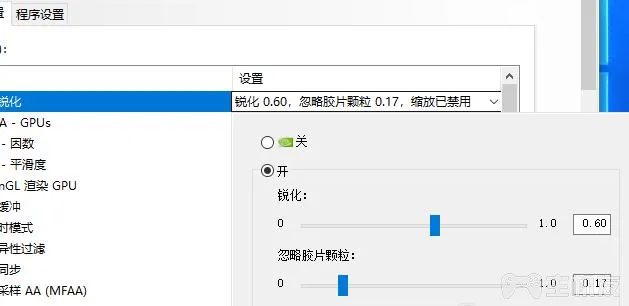 置 程序设置
):
设置
锐化 锐化 0.60，忽略胶片颗粒 0.17，缩放已禁用
A - GPUs
- 因数
- 平滑度
nGL 渲染 GPU
缓冲
时模式
异性过滤
同步
采样 AA (MFAA)
关
开
锐化:
0 1.0 0.60
忽略胶片颗粒:
0 1.0 0.17